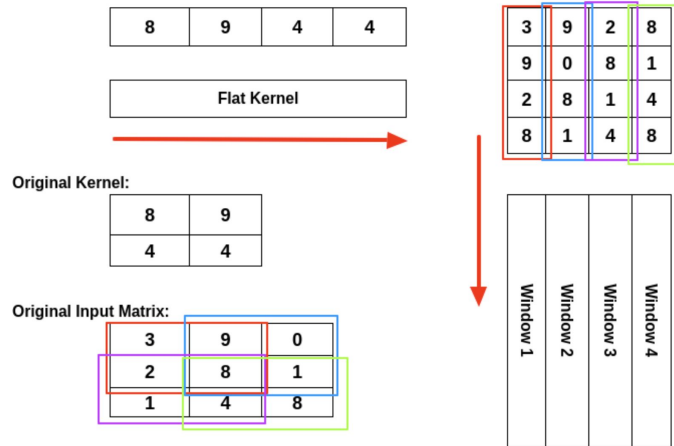 8 9 4 4
Flat Kernel
Original Kernel:
8 9
4 4
Original Input Matrix:
3 9 0
2 8 1
1 4 8
3 9 2 8
9 0 8 1
2 8 1 4
8 1 4 8
Window 1
Window 2
Window 3
Window 4